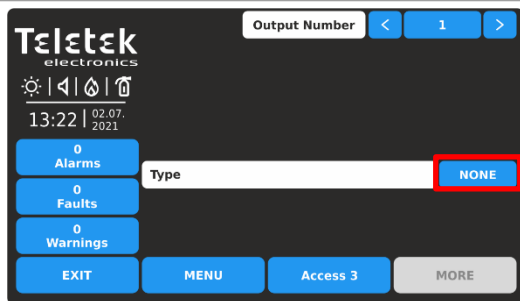 Output Number < 1 >
Teletek
electronics
13:22 02.07.
2021
0
Alarms
Type NONE
0
Faults
0
Warnings
EXIT MENU Access 3 MORE